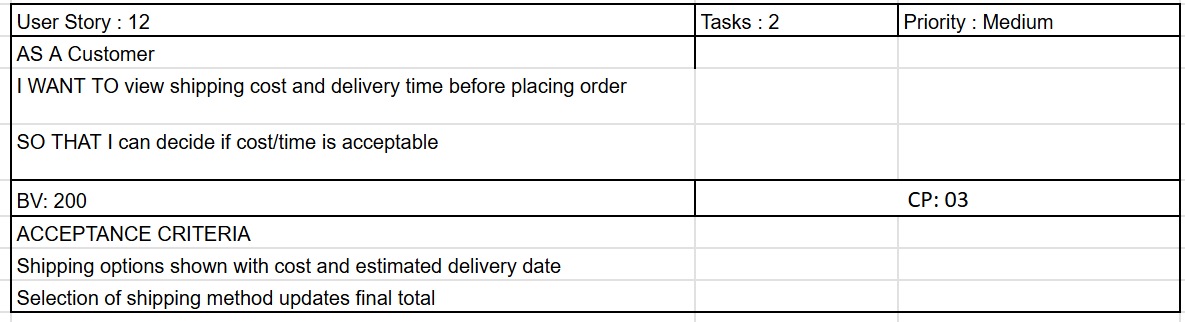 User Story : 12 Tasks : 2 Priority : Medium
AS A Customer
I WANT TO view shipping cost and delivery time before placing order
SO THAT I can decide if cost/time is acceptable
BV: 200 CP: 03
ACCEPTANCE CRITERIA
Shipping options shown with cost and estimated delivery date
Selection of shipping method updates final total